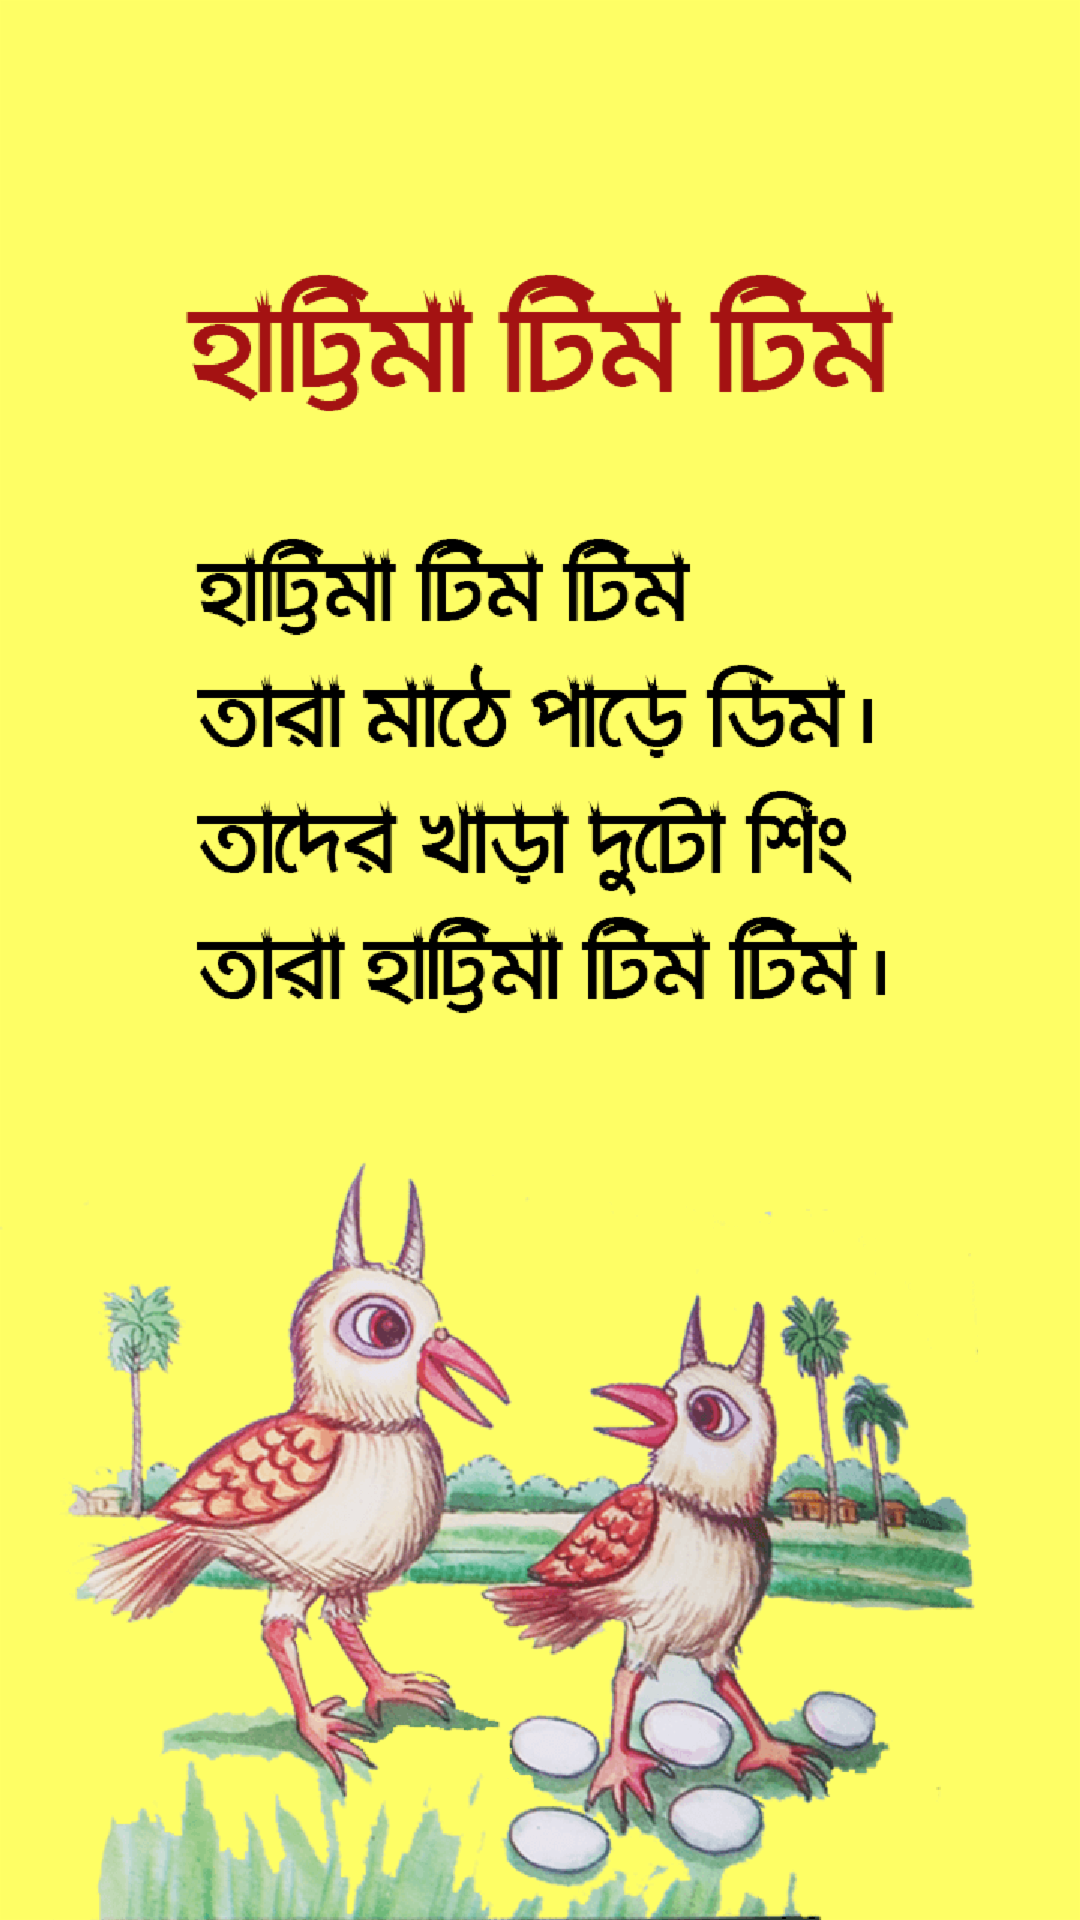 হাট্টিমা টিম টিম
হাট্টিমা টিম টিম
তারা মাঠে পাড়ে ডিম।
তাদের খাড়া দুটো শিং
তারা হাট্টিমা টিম টিম।